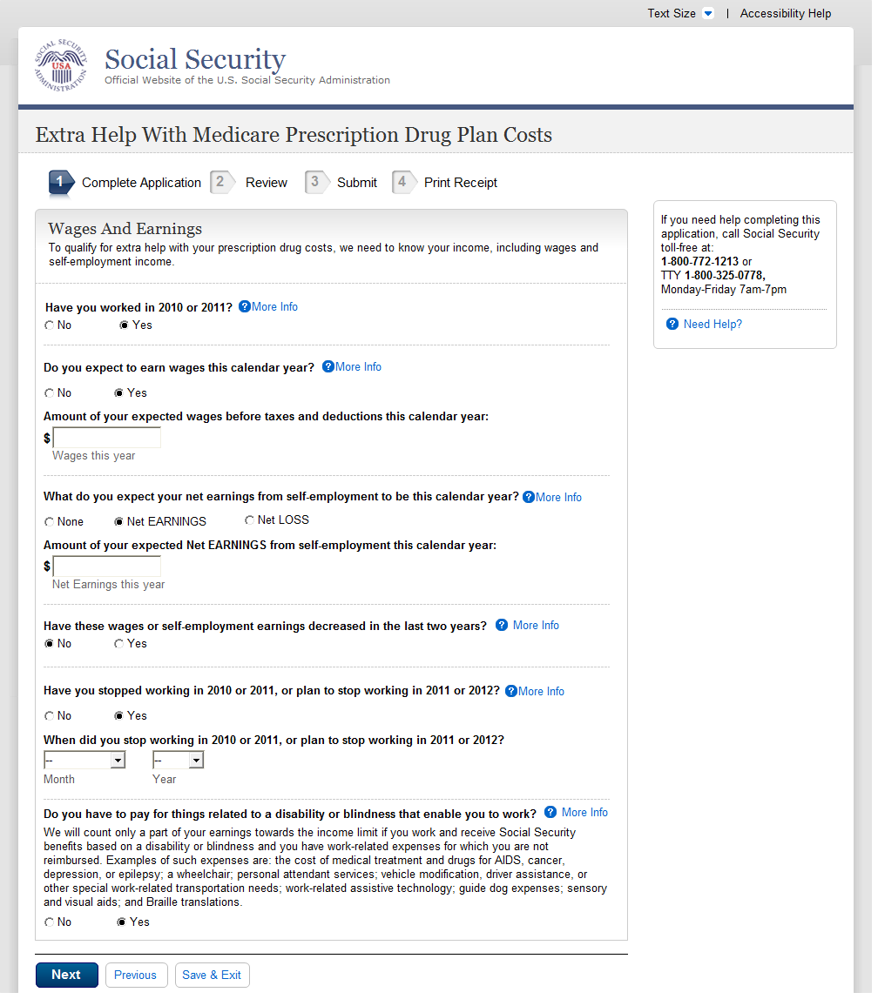 Text Size | Accessibility Help
SOCIAL SECURITY ADMINISTRATION
USA
Social Security
Official Website of the U.S. Social Security Administration
Extra Help With Medicare Prescription Drug Plan Costs
1 Complete Application 2 Review 3 Submit 4 Print Receipt
Wages And Earnings
To qualify for extra help with your prescription drug costs, we need to know your income, including wages and
self-employment income.
Have you worked in 2010 or 2011? ? More Info
No Yes
Do you expect to earn wages this calendar year? ? More Info
No Yes
Amount of your expected wages before taxes and deductions this calendar year:
$
Wages this year
What do you expect your net earnings from self-employment to be this calendar year? ? More Info
None Net EARNINGS Net LOSS
Amount of your expected Net EARNINGS from self-employment this calendar year:
$
Net Earnings this year
Have these wages or self-employment earnings decreased in the last two years? ? More Info
No Yes
Have you stopped working in 2010 or 2011, or plan to stop working in 2011 or 2012? ? More Info
No Yes
When did you stop working in 2010 or 2011, or plan to stop working in 2011 or 2012?
-- --
Month Year
Do you have to pay for things related to a disability or blindness that enable you to work? ? More Info
We will count only a part of your earnings towards the income limit if you work and receive Social Security
benefits based on a disability or blindness and you have work-related expenses for which you are not
reimbursed. Examples of such expenses are: the cost of medical treatment and drugs for AIDS, cancer,
depression, or epilepsy; a wheelchair; personal attendant services; vehicle modification, driver assistance, or
other special work-related transportation needs; work-related assistive technology; guide dog expenses; sensory
and visual aids; and Braille translations.
No Yes
Next Previous Save & Exit
If you need help completing this
application, call Social Security
toll-free at:
1-800-772-1213 or
TTY 1-800-325-0778,
Monday-Friday 7am-7pm
? Need Help?